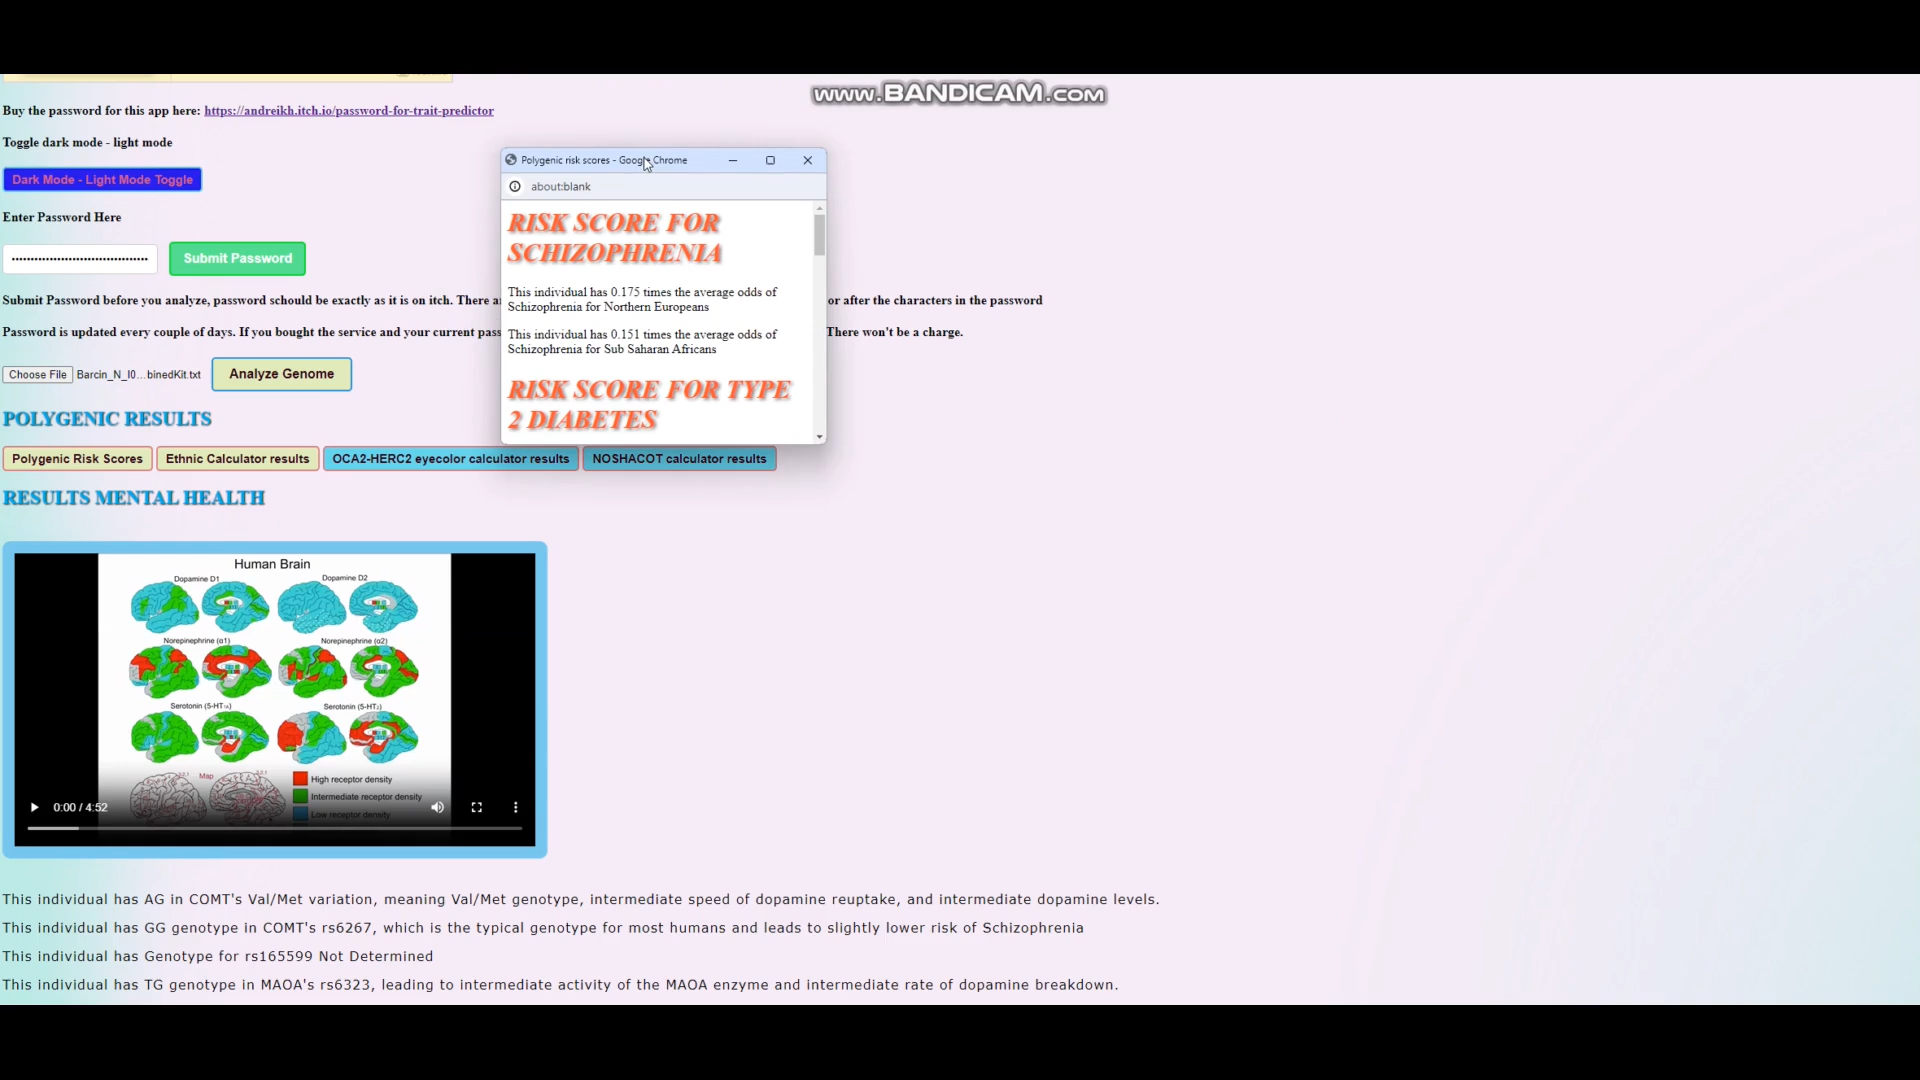 www.BANDICAM.com
Buy the password for this app here: https://andreikh.itch.io/password-for-trait-predictor
Toggle dark mode - light mode
Dark Mode - Light Mode Toggle
Enter Password Here
Submit Password
Submit Password before you analyze, password schould be exactly as it is on itch. There
or after the characters in the password
Password is updated every couple of days. If you bought the service and your current
There won't be a charge.
Choose File Barcin_N_I0...binedKit.txt Analyze Genome
Polygenic risk scores - Google Chrome
about:blank
RISK SCORE FOR
SCHIZOPHRENIA
This individual has 0.175 times the average odds of
Schizophrenia for Northern Europeans
This individual has 0.151 times the average odds of
Schizophrenia for Sub Saharan Africans
RISK SCORE FOR TYPE
2 DIABETES
POLYGENIC RESULTS
Polygenic Risk Scores Ethnic Calculator results OCA2-HERC2 eyecolor calculator results NOSHACOT calculator results
RESULTS MENTAL HEALTH
Human Brain
Dopamine D1 Dopamine D2
Norepinephrine (α1) Norepinephrine (α2)
Serotonin (5-HT₁ₐ) Serotonin (5-HT₂)
Map
High receptor density
Intermediate receptor density
Low receptor density
0:00 / 4:52
This individual has AG in COMT's Val/Met variation, meaning Val/Met genotype, intermediate speed of dopamine reuptake, and intermediate dopamine levels.
This individual has GG genotype in COMT's rs6267, which is the typical genotype for most humans and leads to slightly lower risk of Schizophrenia
This individual has Genotype for rs165599 Not Determined
This individual has TG genotype in MAOA's rs6323, leading to intermediate activity of the MAOA enzyme and intermediate rate of dopamine breakdown.